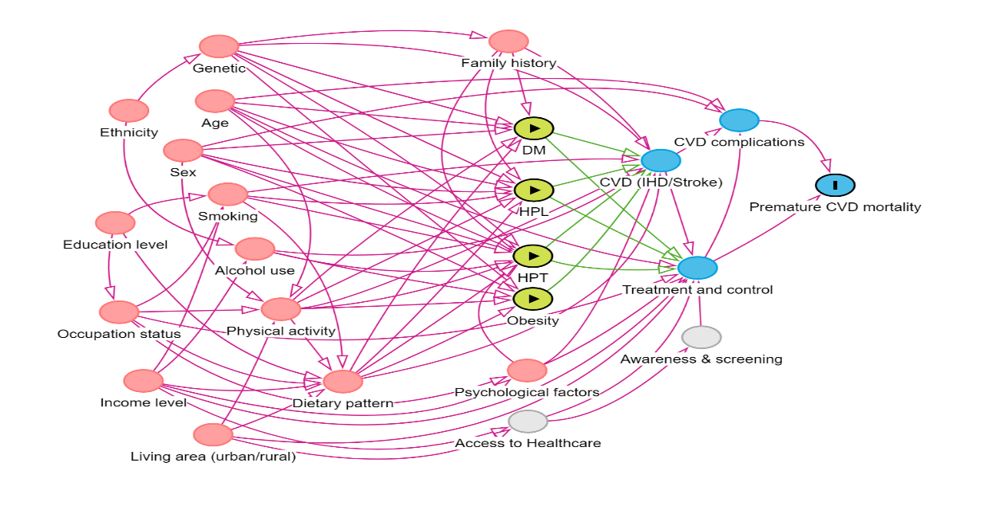 Family history
Genetic
Age
Ethnicity
DM
CVD complications
Sex
CVD (IHD/Stroke)
Premature CVD mortality
HPL
Smoking
Education level
Alcohol use
HPT
Treatment and control
Obesity
Physical activity
Occupation status
Awareness & screening
Psychological factors
Income level
Dietary pattern
Access to Healthcare
Living area (urban/rural)